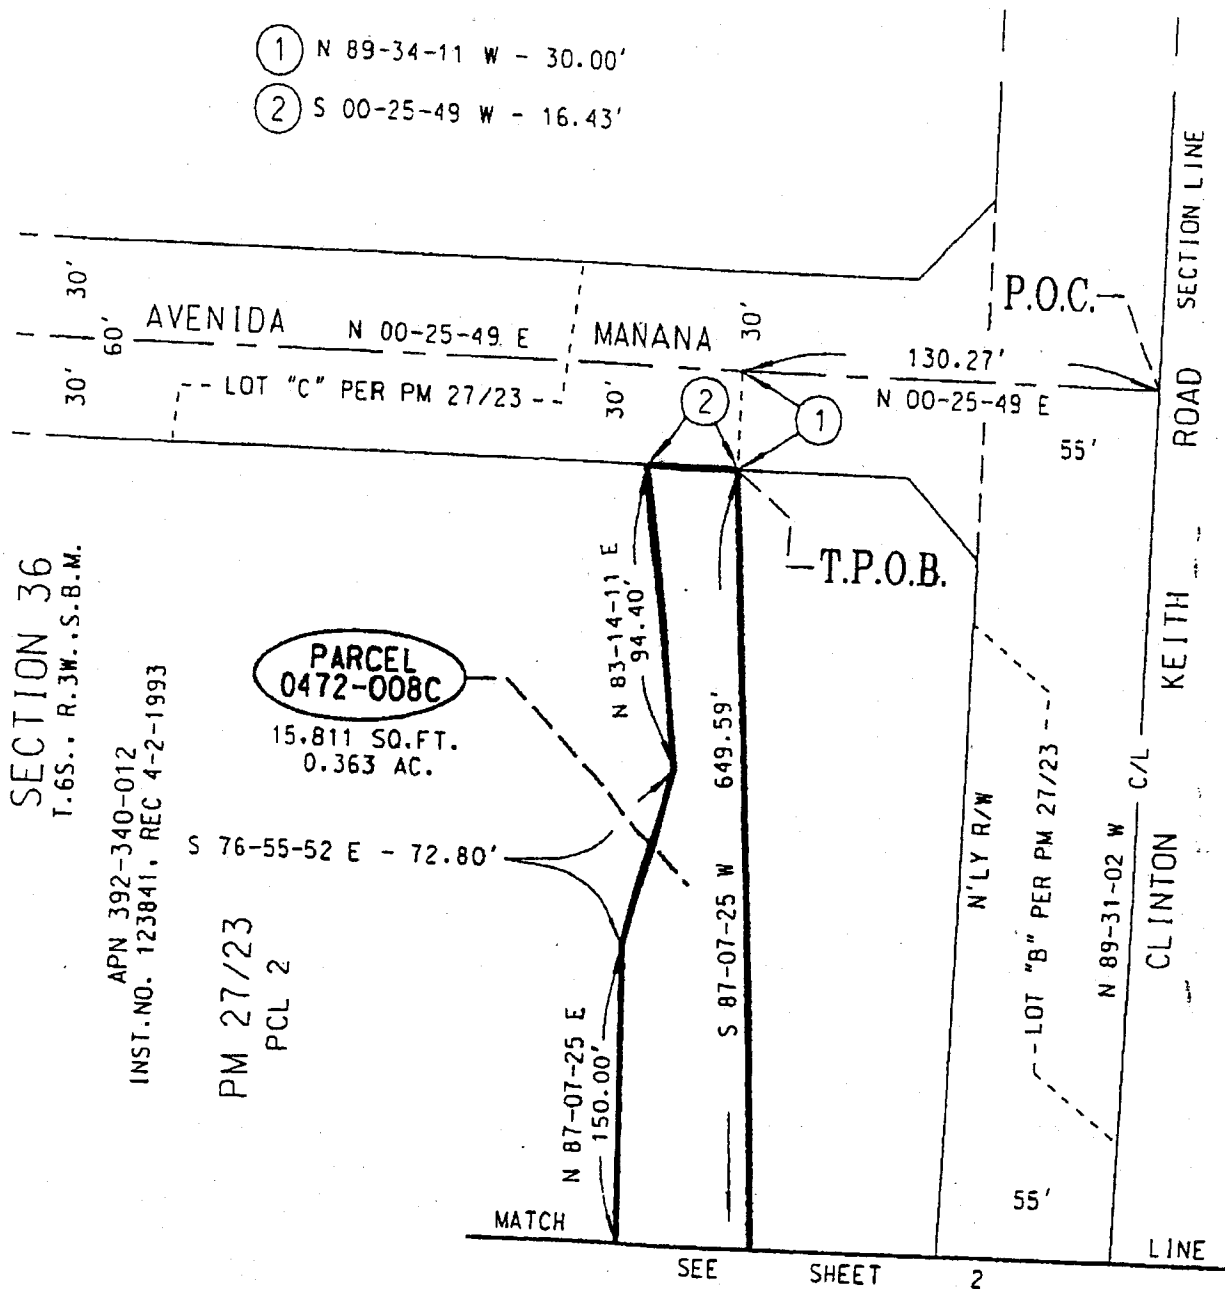 1 N 89-34-11 W - 30.00'
2 S 00-25-49 W - 16.43'
SECTION LINE
30'
60'
30'
AVENIDA
N 00-25-49 E
MAÑANA
30'
30'
LOT "C" PER PM 27/23
P.O.C.
130.27'
N 00-25-49 E
55'
2
1
T.P.O.B.
ROAD
KEITH
CLINTON
SECTION 36
T.6S., R.3W., S.B.M.
PARCEL
0472-008C
15,811 SQ.FT.
0.363 AC.
N 83-14-11 E
94.40'
649.59'
S 87-07-25 W
S 76-55-52 E - 72.80'
APN 392-340-012
INST.NO. 123841, REC 4-2-1993
PM 27/23
PCL 2
N 87-07-25 E
150.00'
N'LY R/W
LOT "B" PER PM 27/23
N 89-31-02 W
C/L
55'
MATCH
LINE
SEE SHEET 2